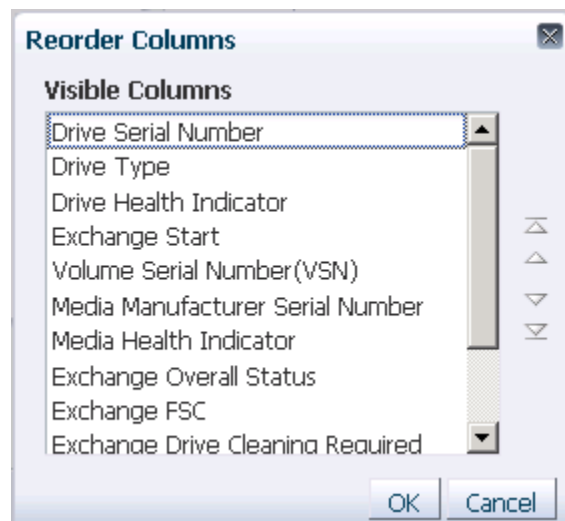 Reorder Columns
Visible Columns
Drive Serial Number
Drive Type
Drive Health Indicator
Exchange Start
Volume Serial Number(VSN)
Media Manufacturer Serial Number
Media Health Indicator
Exchange Overall Status
Exchange FSC
Exchange Drive Cleaning Required
OK Cancel